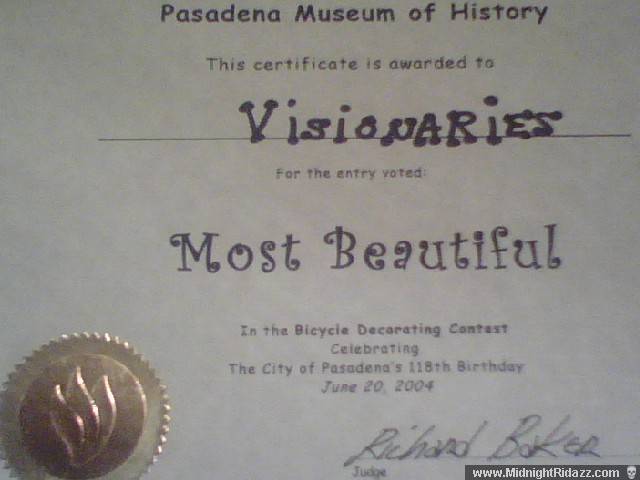 Pasadena Museum of History
This certificate is awarded to
VisiONARiES
For the entry voted:
Most Beautiful
In the Bicycle Decorating Contest
Celebrating
The City of Pasadena's 118th Birthday
June 20, 2004
Richard Baker
Judge
www.MidnightRidazz.com